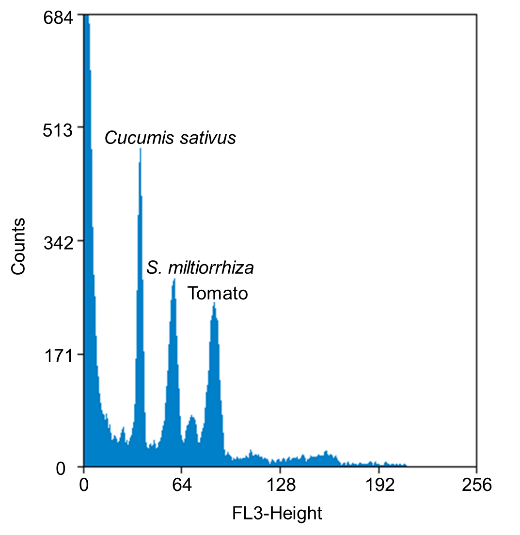 684
Cucumis sativus
513
342
S. miltiorrhiza
Tomato
171
0
Counts
0 64 128 192 256
FL3-Height